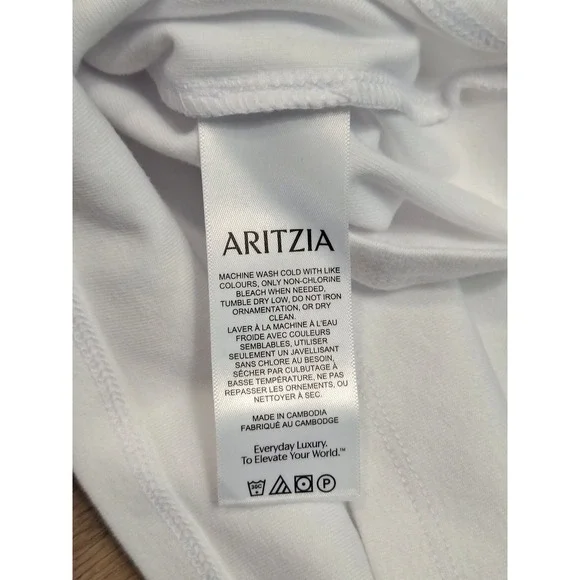 ARITZIA
MACHINE WASH COLD WITH LIKE
COLOURS, ONLY NON-CHLORINE
BLEACH WHEN NEEDED,
TUMBLE DRY LOW, DO NOT IRON
ORNAMENTATION, OR DRY
CLEAN.
LAVER À LA MACHINE À L'EAU
FROIDE AVEC COULEURS
SEMBLABLES, UTILISER
SEULEMENT UN JAVELLISANT
SANS CHLORE AU BESOIN,
SÉCHER PAR CULBUTAGE À
BASSE TEMPÉRATURE, NE PAS
REPASSER LES ORNEMENTS, OU
NETTOYER À SEC.
MADE IN CAMBODIA
FABRIQUÉ AU CAMBODGE
Everyday Luxury.
To Elevate Your World.™
30C P